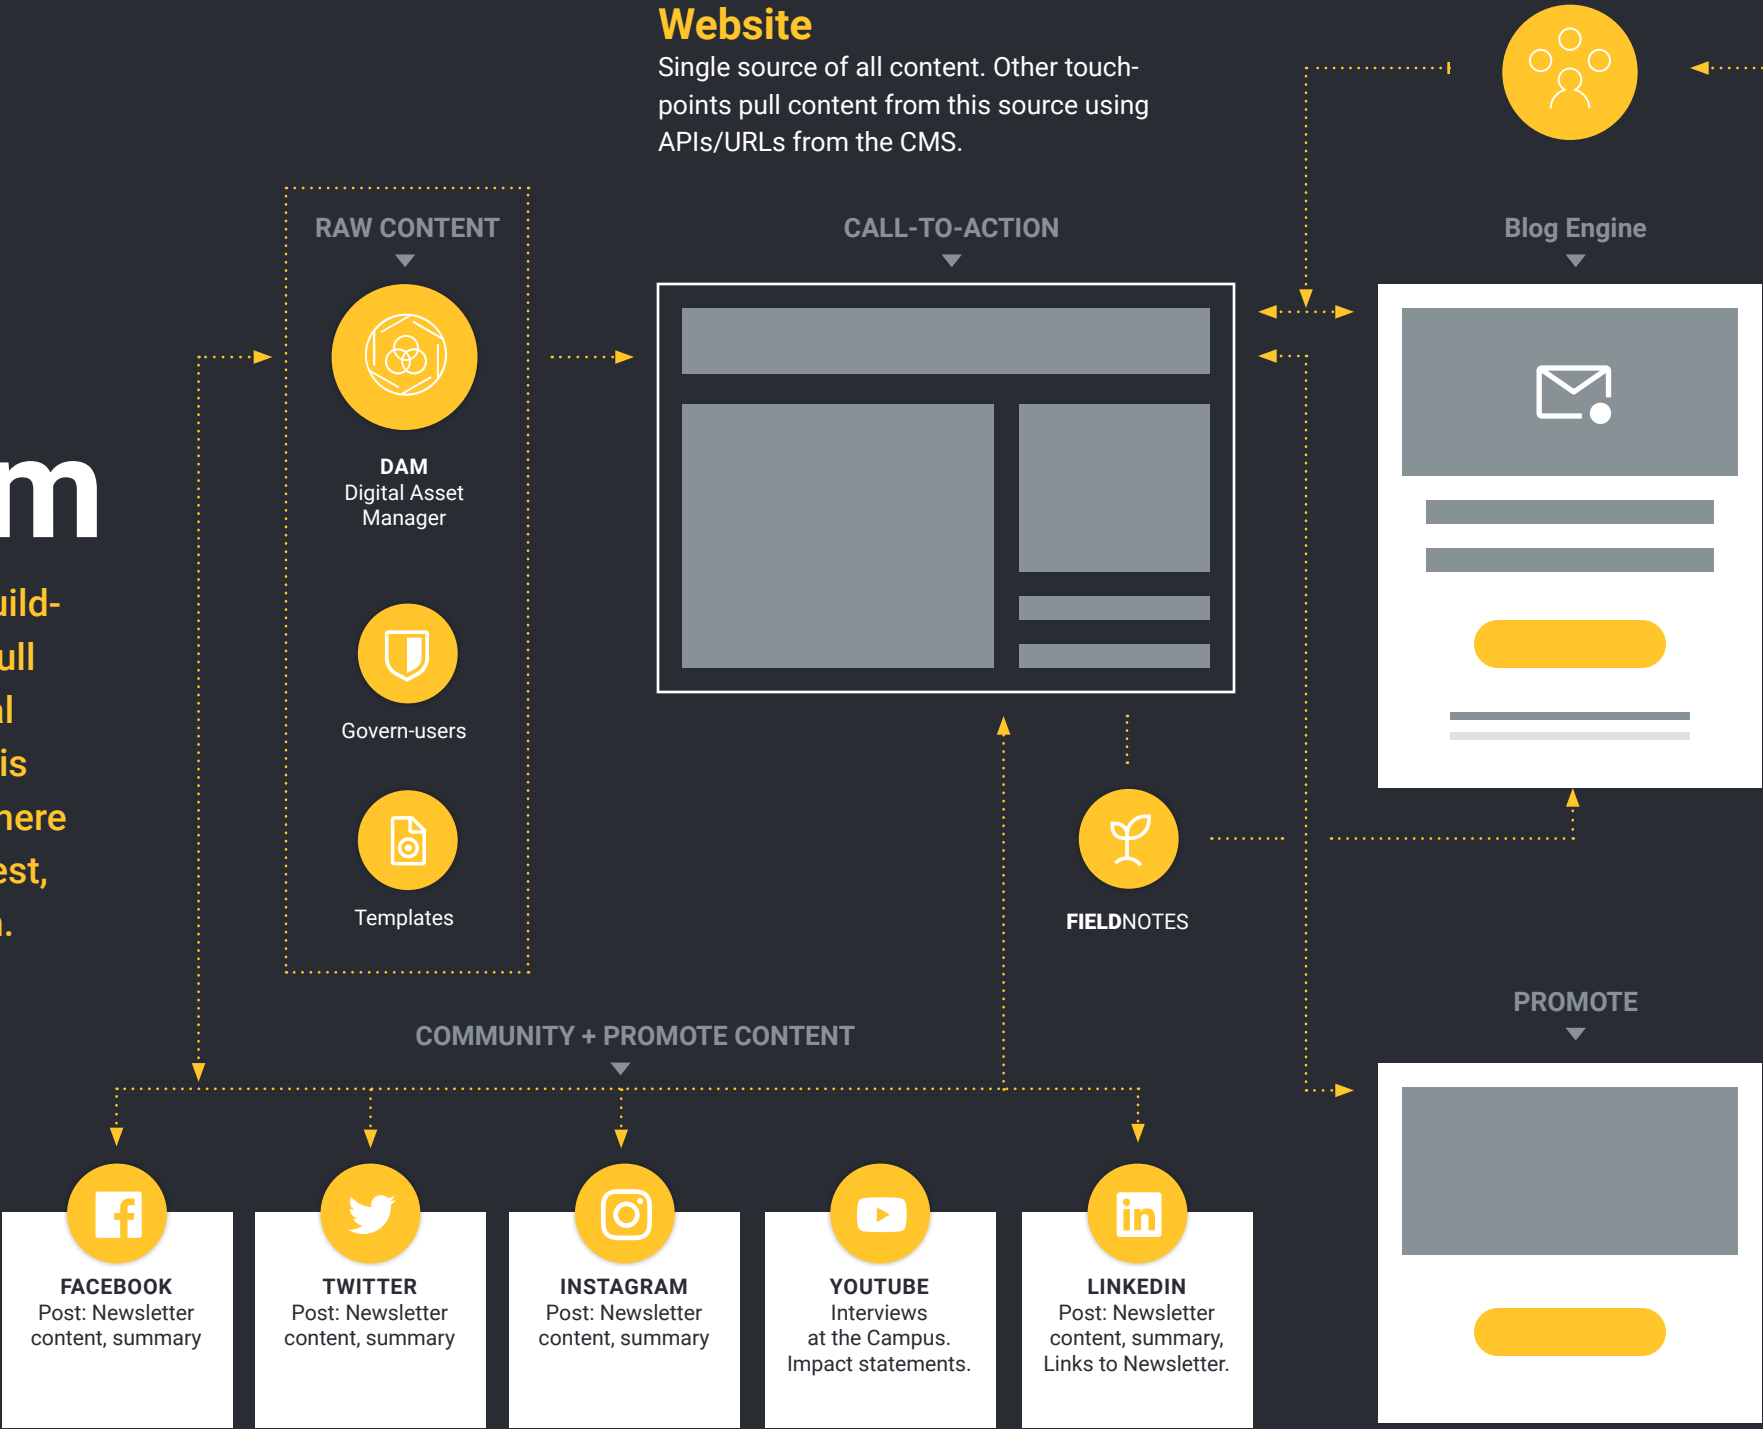 Website
Single source of all content. Other touch-
points pull content from this source using
APIs/URLs from the CMS.
RAW CONTENT
CALL-TO-ACTION
Blog Engine
DAM
Digital Asset
Manager
Govern-users
Templates
FIELDNOTES
is
est,
PROMOTE
COMMUNITY + PROMOTE CONTENT
FACEBOOK
Post: Newsletter
content, summary
TWITTER
Post: Newsletter
content, summary
INSTAGRAM
Post: Newsletter
content, summary
YOUTUBE
Interviews
at the Campus.
Impact statements.
LINKEDIN
Post: Newsletter
content, summary,
Links to Newsletter.